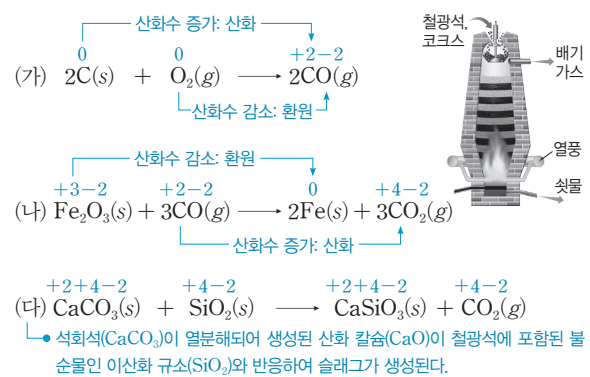 산화수 증가: 산화
0 0 +2−2
(가) 2C(s) + O₂(g) ⟶ 2CO(g)
산화수 감소: 환원
철광석,
코크스
배기
가스
열풍
쇳물
산화수 감소: 환원
+3−2 +2−2 0 +4−2
(나) Fe₂O₃(s) + 3CO(g) ⟶ 2Fe(s) + 3CO₂(g)
산화수 증가: 산화
+2+4−2 +4−2 +2+4−2 +4−2
(다) CaCO₃(s) + SiO₂(s) ⟶ CaSiO₃(s) + CO₂(g)
석회석(CaCO₃)이 열분해되어 생성된 산화 칼슘(CaO)이 철광석에 포함된 불
순물인 이산화 규소(SiO₂)와 반응하여 슬래그가 생성된다.